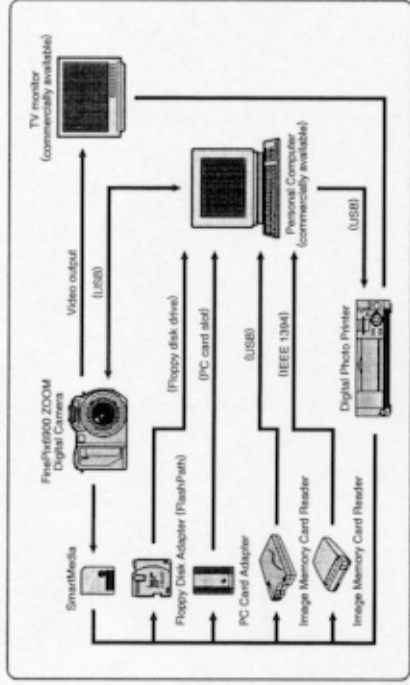 SmartMedia
FinePix6900 ZOOM
Digital Camera
Video output
(USB)
TV monitor
(commercially available)
Floppy Disk Adapter (FlashPath)
(Floppy disk drive)
PC Card Adapter
(PC card slot)
Personal Computer
(commercially available)
Image Memory Card Reader
(USB)
Image Memory Card Reader
(IEEE 1394)
Digital Photo Printer
(USB)